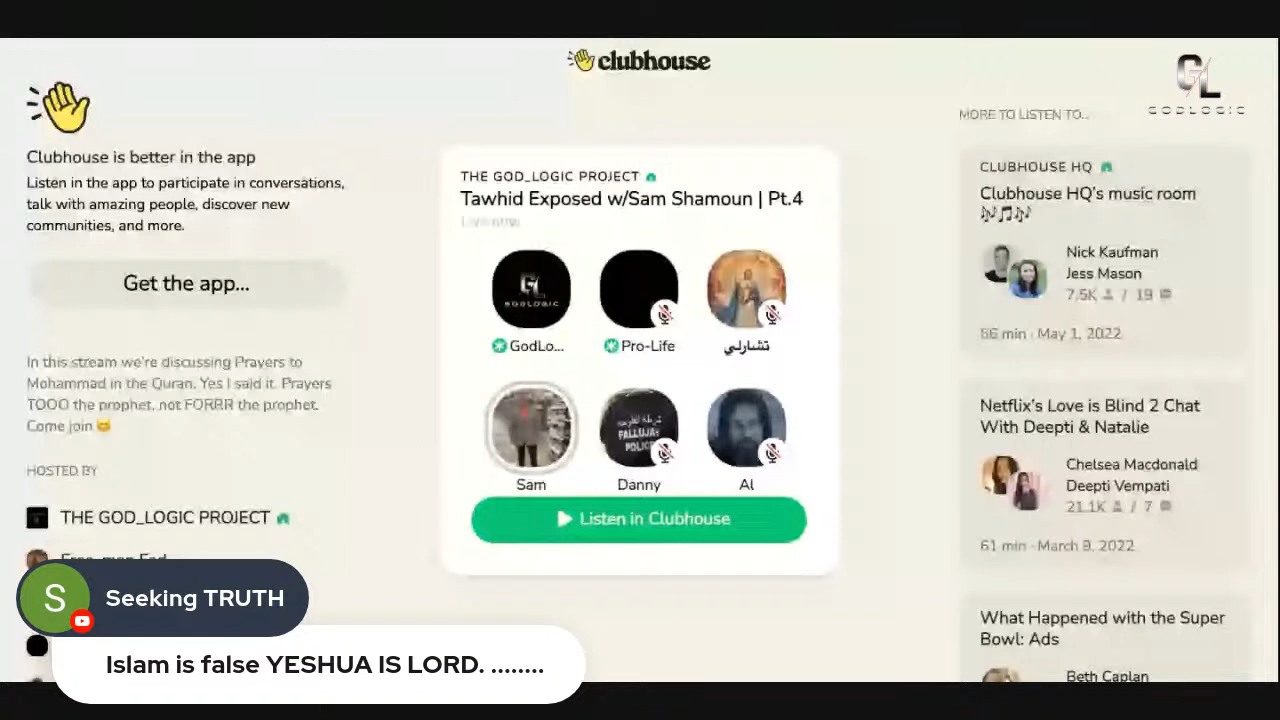 clubhouse
GL
GODLOGIC
Clubhouse is better in the app
Listen in the app to participate in conversations,
talk with amazing people, discover new
communities, and more.
Get the app...
In this stream we're discussing Prayers to
Mohammad in the Quran. Yes I said it. Prayers
TOOO the prophet, not FORRR the prophet.
Come join 😊
HOSTED BY
THE GOD_LOGIC PROJECT
THE GOD_LOGIC PROJECT
Tawhid Exposed w/Sam Shamoun | Pt.4
Live now
GL
GODLOGIC
GodLo...
Pro-Life
تشارلي
FALLUJAH
POLICE
Sam
Danny
Al
Listen in Clubhouse
MORE TO LISTEN TO...
CLUBHOUSE HQ
Clubhouse HQ's music room
🎶🎵🎶
Nick Kaufman
Jess Mason
7.5K / 19
56 min · May 1, 2022
Netflix's Love is Blind 2 Chat
With Deepti & Natalie
Chelsea Macdonald
Deepti Vempati
21.1K / 7
61 min · March 9, 2022
What Happened with the Super
Bowl: Ads
Beth Caplan
S
Seeking TRUTH
Islam is false YESHUA IS LORD. ........